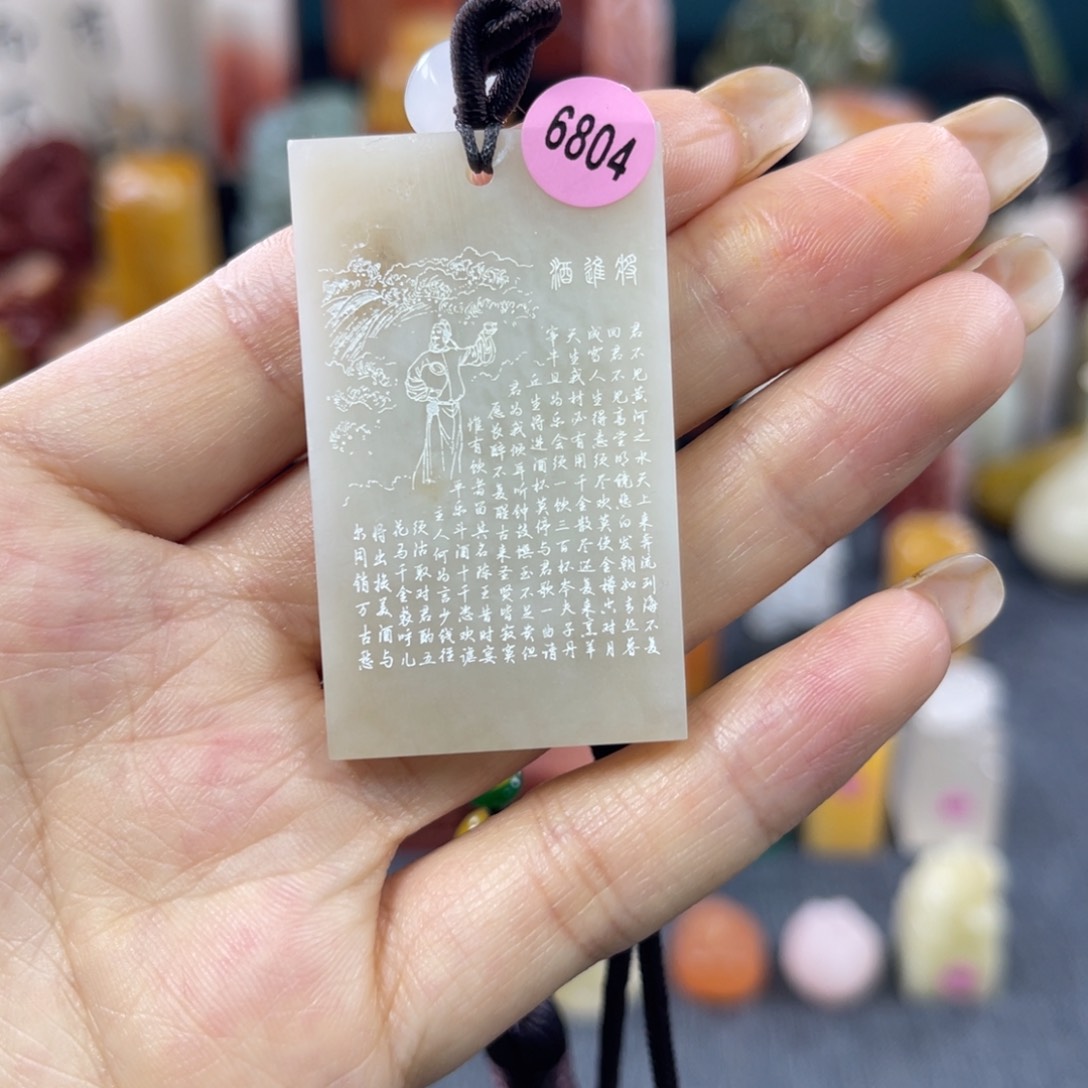 6804
将进酒
君不见黄河之水天上来奔流到海不复
回君不见高堂明镜悲白发朝如青丝暮
成雪人生得意须尽欢莫使金樽空对月
天生我材必有用千金散尽还复来烹羊
宰牛且为乐会须一饮三百杯岑夫子丹
丘生将进酒杯莫停与君歌一曲请
君为我倾耳听钟鼓馔玉不足贵但
愿长醉不复醒古来圣贤皆寂寞
惟有饮者留其名陈王昔时宴
平乐斗酒十千恣欢谑
主人何为言少钱径
须沽取对君酌五
花马千金裘呼儿
将出换美酒与
尔同销万古愁